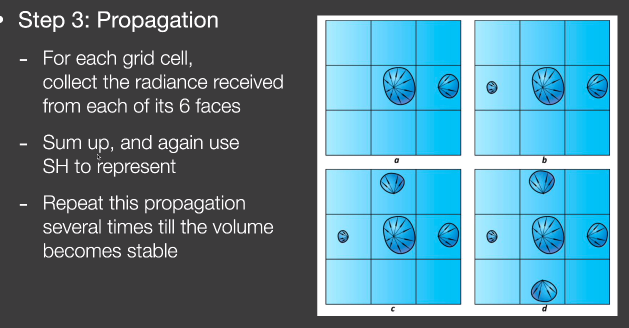 • Step 3: Propagation
- For each grid cell,
collect the radiance received
from each of its 6 faces
- Sum up, and again use
SH to represent
- Repeat this propagation
several times till the volume
becomes stable
a
b
c
d